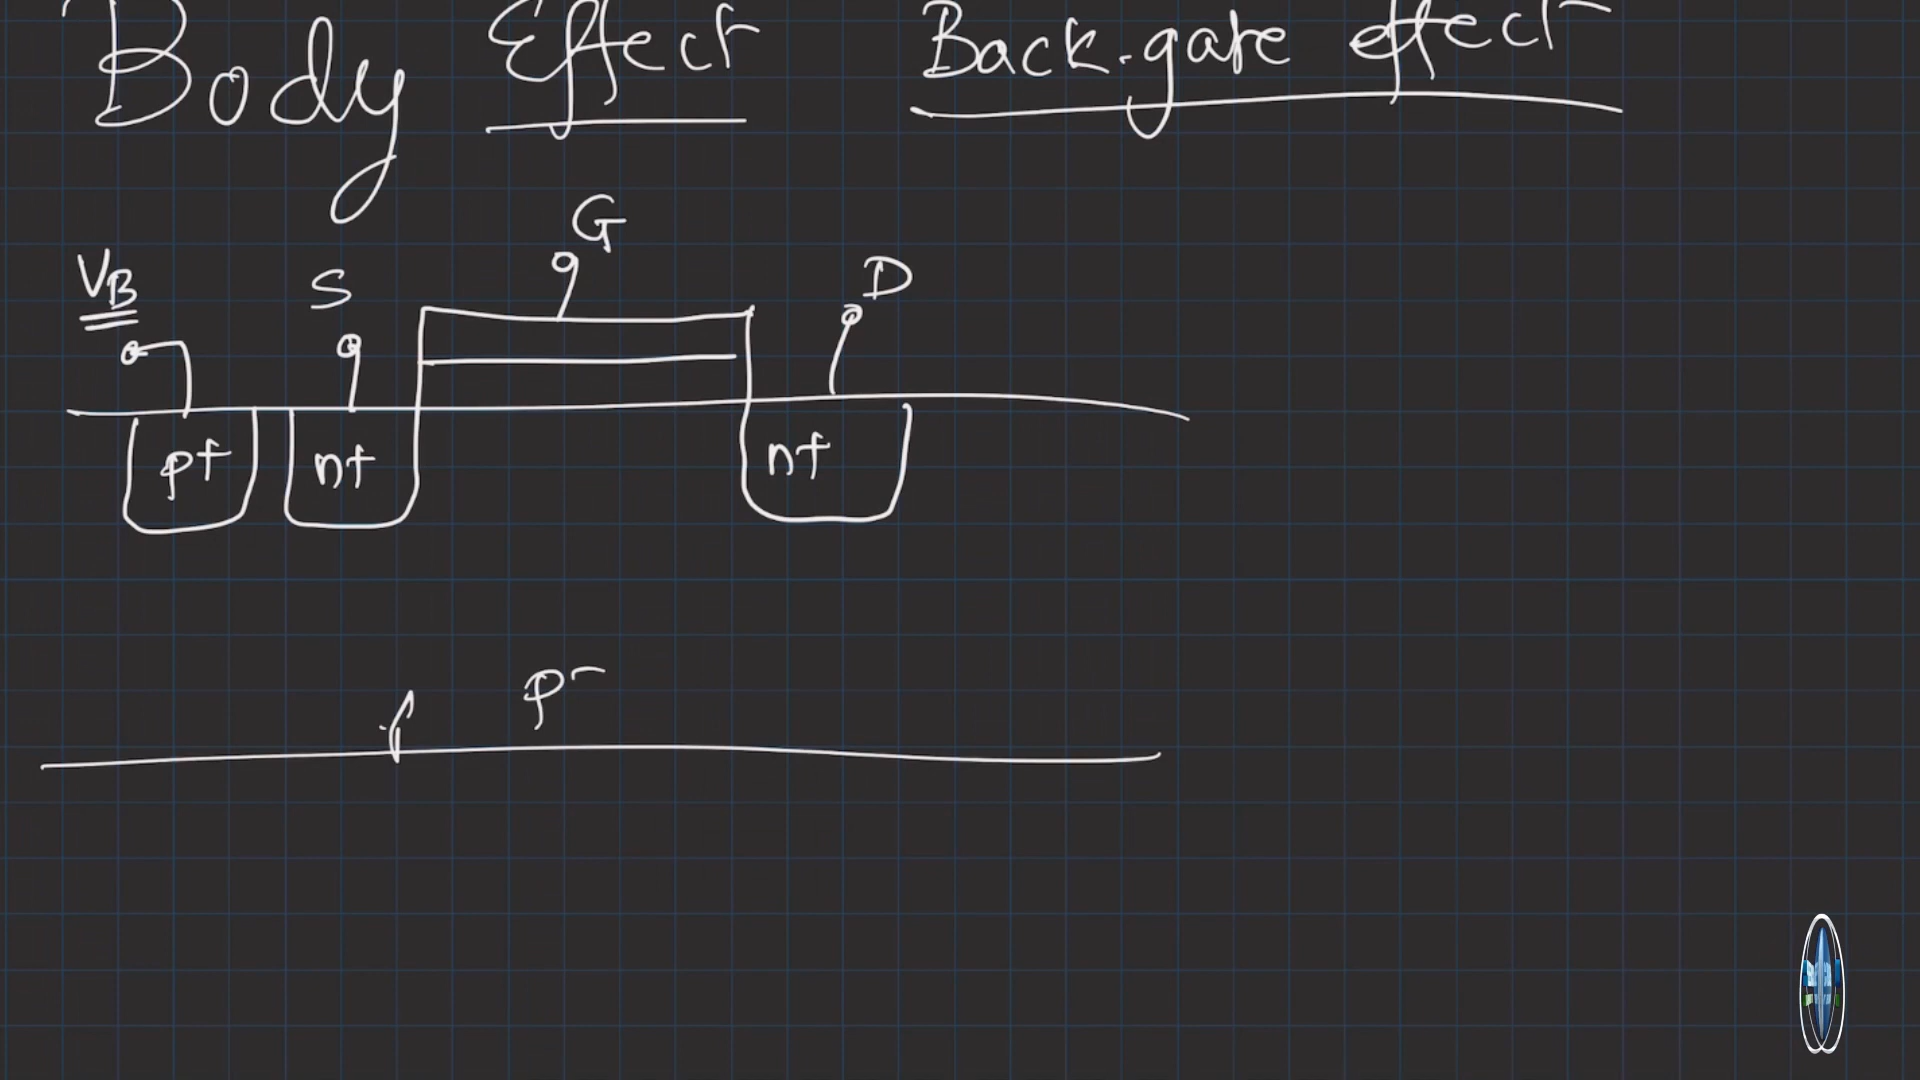 Body Effect Back-gate effect
G
VB S D
p+ n+ n+
p-